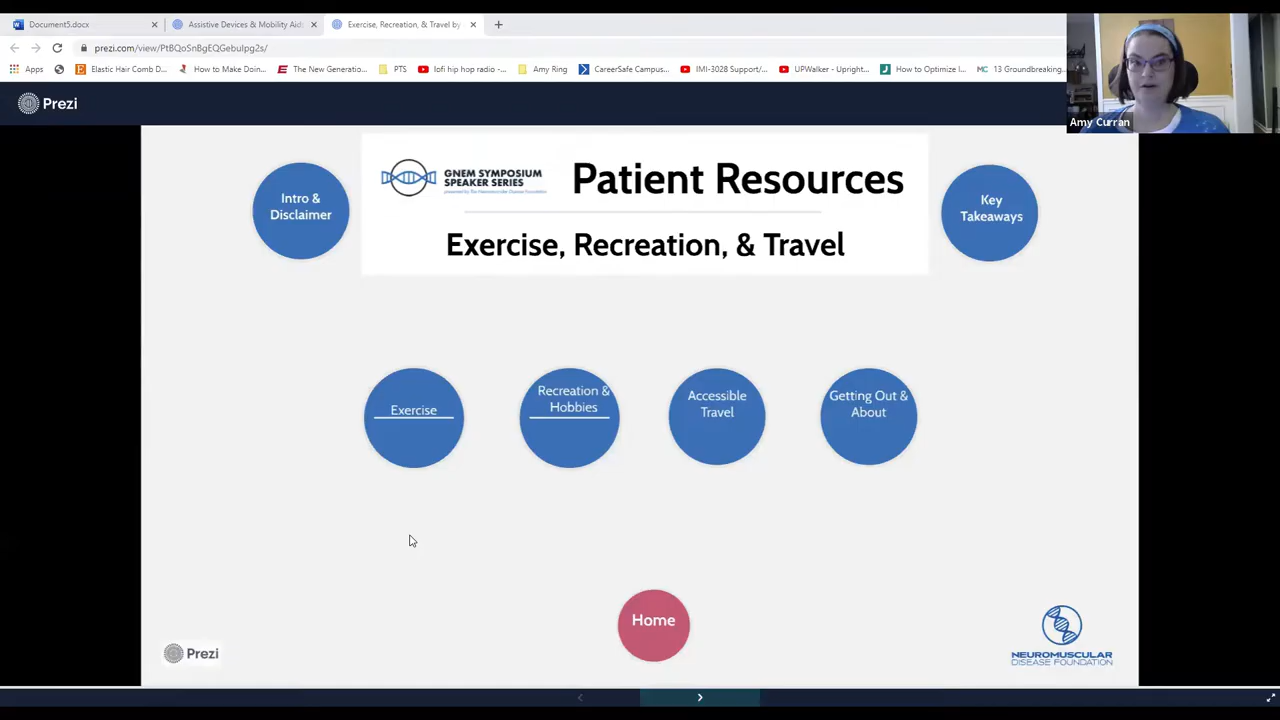 Document5.docx
Assistive Devices & Mobility Aids
Exercise, Recreation, & Travel by
prezi.com/view/PtBQoSnBgEQGebuIpg2s/
Apps
Elastic Hair Comb D...
How to Make Doin...
The New Generatio...
PTS
lofi hip hop radio -...
Amy Ring
CareerSafe Campus...
IMI-3028 Support/...
UPWalker - Upright...
How to Optimize I...
MC 13 Groundbreaking...
Prezi
Amy Curran
GNEM SYMPOSIUM
SPEAKER SERIES
Patient Resources
Exercise, Recreation, & Travel
Intro &
Disclaimer
Key
Takeaways
Exercise
Recreation &
Hobbies
Accessible
Travel
Getting Out &
About
Home
Prezi
NEUROMUSCULAR
DISEASE FOUNDATION